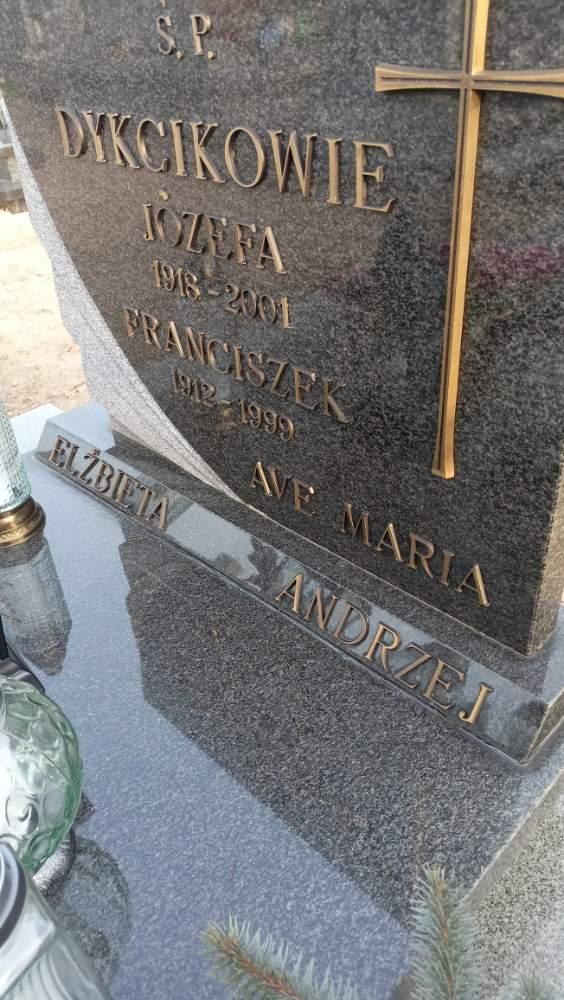 Ś.P.
DYKCIKOWIE
JÓZEFA
1918-2001
FRANCISZEK
1912-1999
AVE MARIA
ELŻBIETA
ANDRZEJ